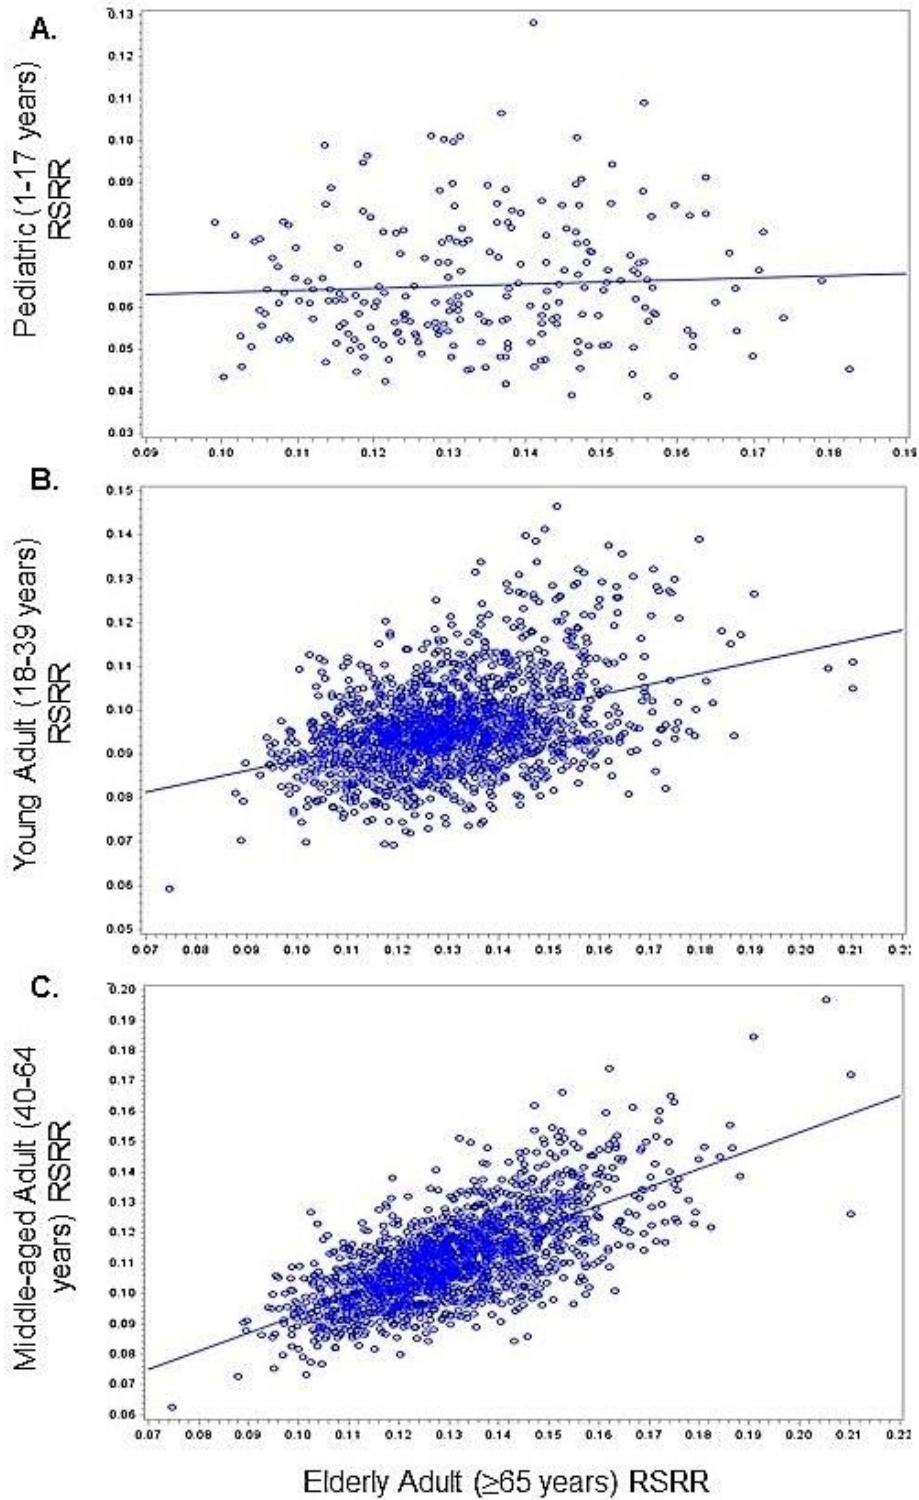 A.
Pediatric (1-17 years)
RSRR
0.13
0.12
0.11
0.10
0.09
0.08
0.07
0.06
0.05
0.04
0.03
0.09 0.10 0.11 0.12 0.13 0.14 0.15 0.16 0.17 0.18 0.19
B.
Young Adult (18-39 years)
RSRR
0.15
0.14
0.13
0.12
0.11
0.10
0.09
0.08
0.07
0.06
0.05
0.07 0.08 0.09 0.10 0.11 0.12 0.13 0.14 0.15 0.16 0.17 0.18 0.19 0.20 0.21
C.
Middle-aged Adult (40-64
years) RSRR
0.20
0.19
0.18
0.17
0.16
0.15
0.14
0.13
0.12
0.11
0.10
0.09
0.08
0.07
0.06
0.07 0.08 0.09 0.10 0.11 0.12 0.13 0.14 0.15 0.16 0.17 0.18 0.19 0.20 0.21
Elderly Adult (≥65 years) RSRR